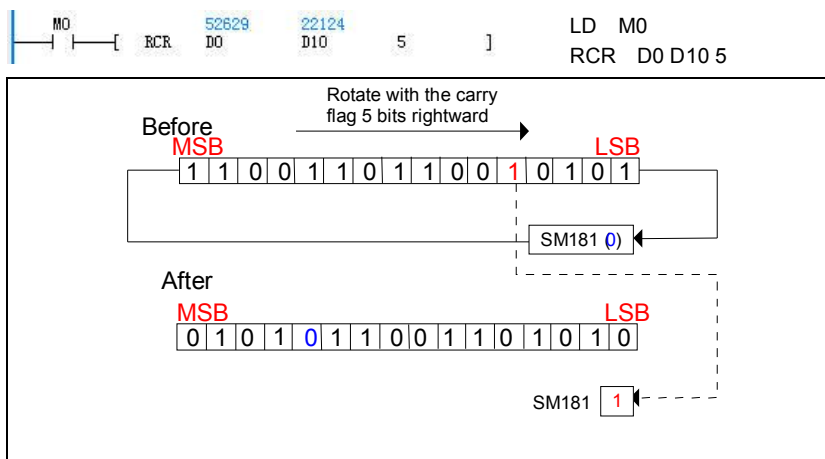 M0 52629 22124
RCR D0 D10 5 ]
LD M0
RCR D0 D10 5
Rotate with the carry
flag 5 bits rightward
Before
MSB LSB
1 1 0 0 1 1 0 1 1 0 0 1 0 1 0 1
SM181 (0)
After
MSB LSB
0 1 0 1 0 1 1 0 0 1 1 0 1 0 1 0
SM181 1